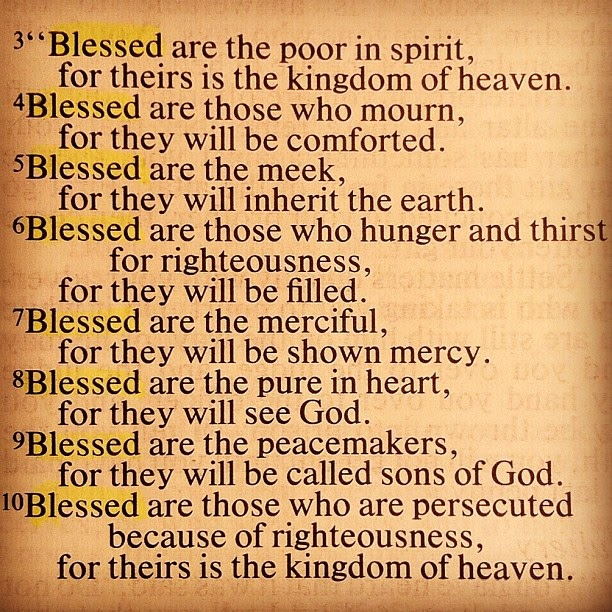 3“Blessed are the poor in spirit,
for theirs is the kingdom of heaven.
4Blessed are those who mourn,
for they will be comforted.
5Blessed are the meek,
for they will inherit the earth.
6Blessed are those who hunger and thirst
for righteousness,
for they will be filled.
7Blessed are the merciful,
for they will be shown mercy.
8Blessed are the pure in heart,
for they will see God.
9Blessed are the peacemakers,
for they will be called sons of God.
10Blessed are those who are persecuted
because of righteousness,
for theirs is the kingdom of heaven.